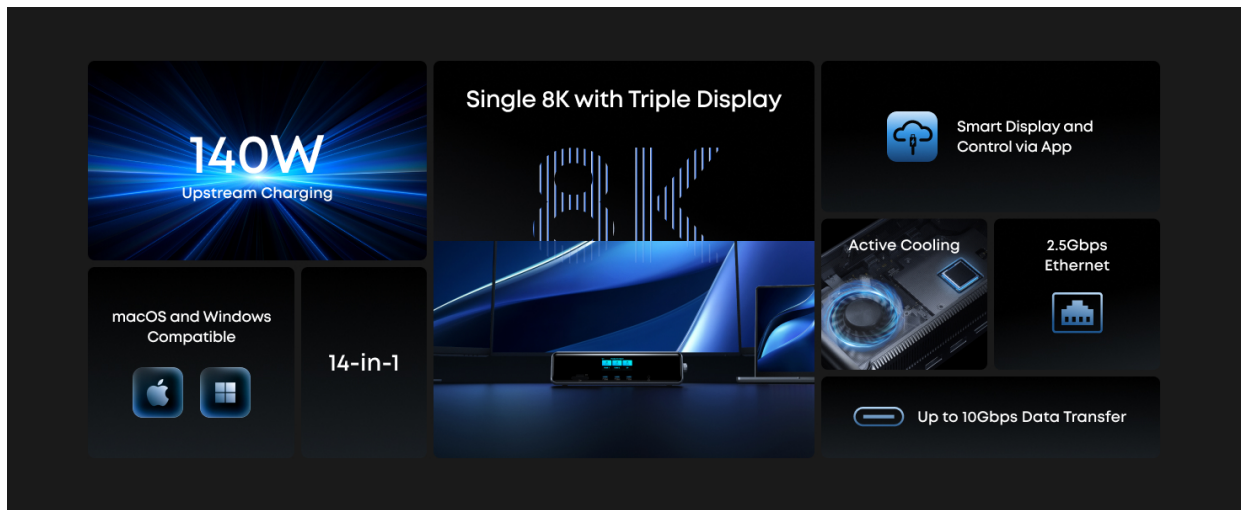 140W
Upstream Charging
macOS and Windows
Compatible
14-in-1
Single 8K with Triple Display
8K
Smart Display and
Control via App
Active Cooling
2.5Gbps
Ethernet
Up to 10Gbps Data Transfer